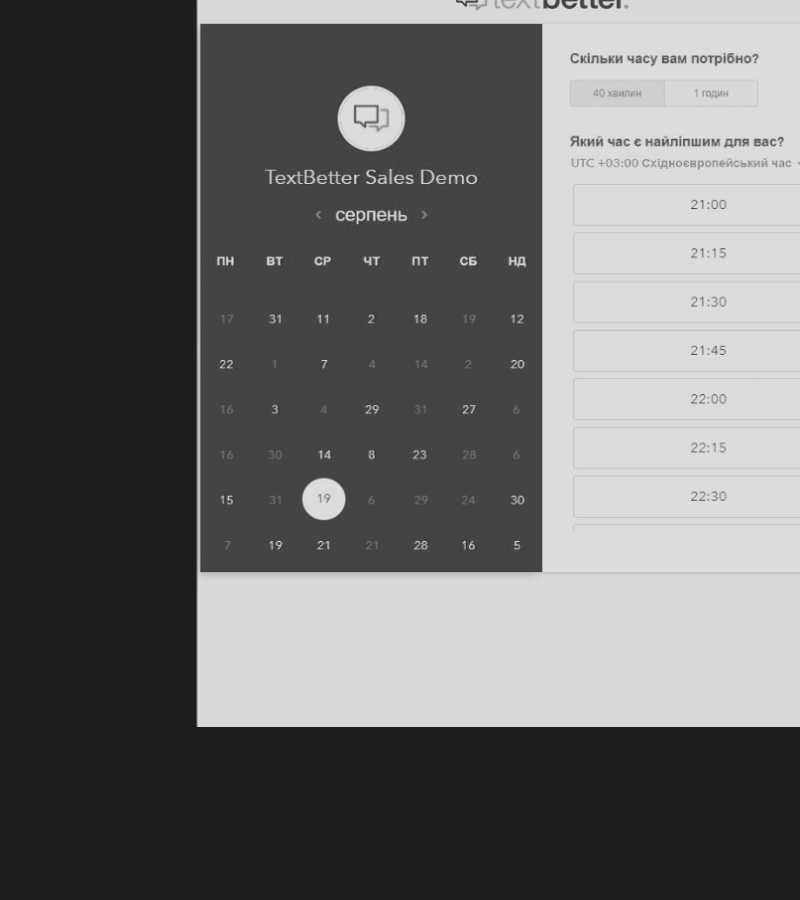 textbetter.
TextBetter Sales Demo
‹ серпень ›
ПН ВТ СР ЧТ ПТ СБ НД
17 31 11 2 18 19 12
22 1 7 4 14 2 20
16 3 4 29 31 27 6
16 30 14 8 23 28 6
15 31 19 6 29 24 30
7 19 21 21 28 16 5
Скільки часу вам потрібно?
40 хвилин 1 годин
Який час є найліпшим для вас?
UTC +03:00 Східноєвропейський час
21:00
21:15
21:30
21:45
22:00
22:15
22:30